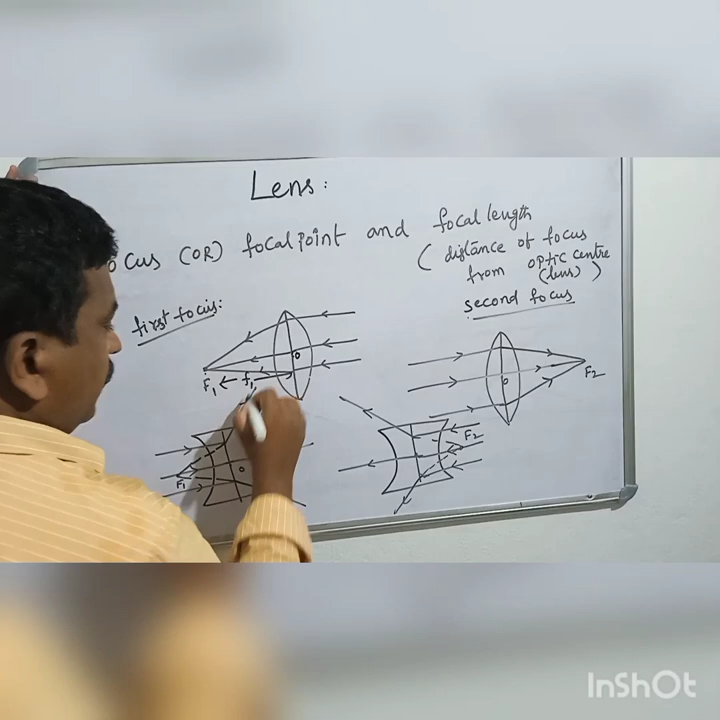 Lens:
ocus (OR) focal point and focal length
( distance of focus
from optic centre
(lens) )
first focus:
second focus
O
F₁ ← f₁
O
F₂
F₁
O
F₂
InShOt